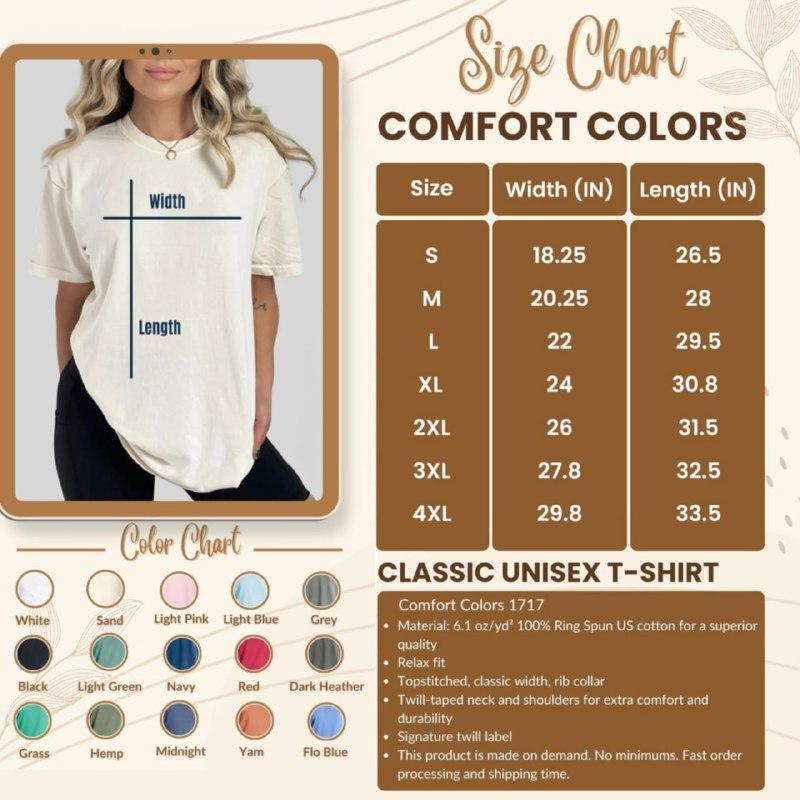 Size Chart
COMFORT COLORS
Size Width (IN) Length (IN)
S 18.25 26.5
M 20.25 28
L 22 29.5
XL 24 30.8
2XL 26 31.5
3XL 27.8 32.5
4XL 29.8 33.5
Width
Length
Color Chart
White Sand Light Pink Light Blue Grey
Black Light Green Navy Red Dark Heather
Grass Hemp Midnight Yam Flo Blue
CLASSIC UNISEX T-SHIRT
Comfort Colors 1717
• Material: 6.1 oz/yd² 100% Ring Spun US cotton for a superior
quality
• Relax fit
• Topstitched, classic width, rib collar
• Twill-taped neck and shoulders for extra comfort and
durability
• Signature twill label
• This product is made on demand. No minimums. Fast order
processing and shipping time.